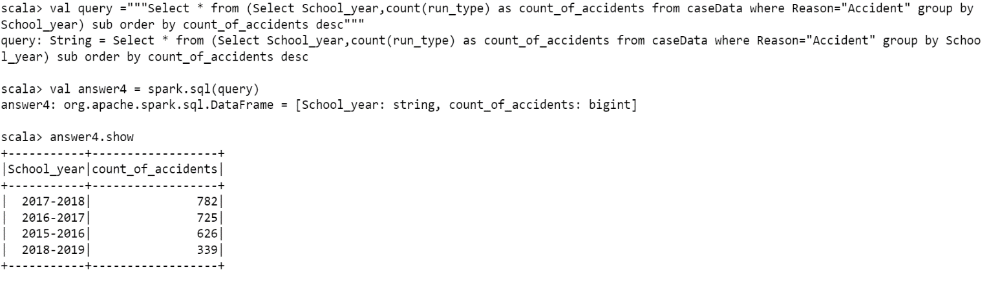 scala> val query ="""Select * from (Select School_year,count(run_type) as count_of_accidents from caseData where Reason="Accident" group by
School_year) sub order by count_of_accidents desc"""
query: String = Select * from (Select School_year,count(run_type) as count_of_accidents from caseData where Reason="Accident" group by Schoo
l_year) sub order by count_of_accidents desc
scala> val answer4 = spark.sql(query)
answer4: org.apache.spark.sql.DataFrame = [School_year: string, count_of_accidents: bigint]
scala> answer4.show
+-----------+------------------+
|School_year|count_of_accidents|
+-----------+------------------+
|  2017-2018|               782|
|  2016-2017|               725|
|  2015-2016|               626|
|  2018-2019|               339|
+-----------+------------------+